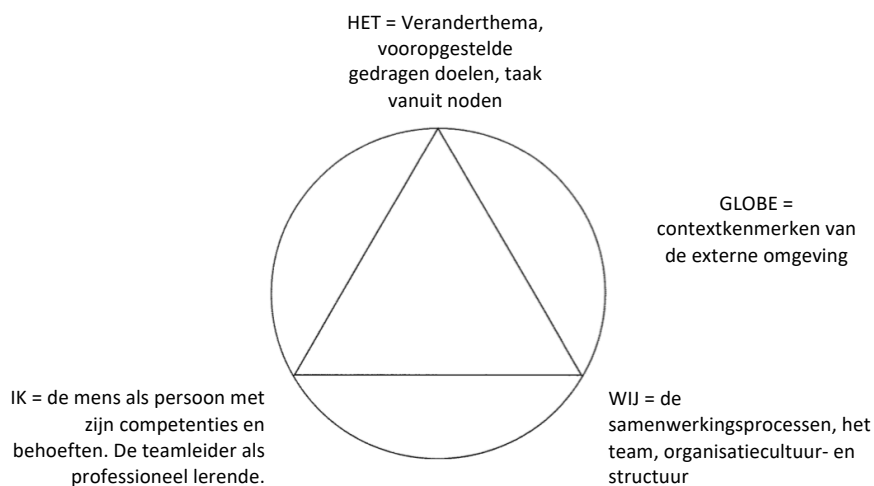 HET = Veranderthema,
vooropgestelde
gedragen doelen, taak
vanuit noden
GLOBE =
contextkenmerken van
de externe omgeving
IK = de mens als persoon met
zijn competenties en
behoeften. De teamleider als
professioneel lerende.
WIJ = de
samenwerkingsprocessen, het
team, organisatiecultuur- en
structuur